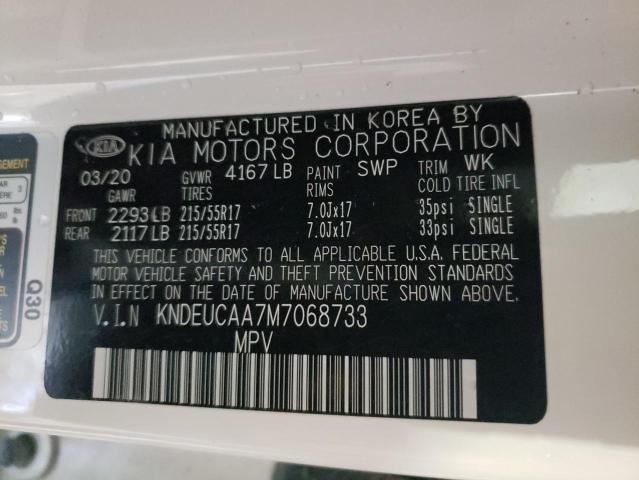 MANUFACTURED IN KOREA BY
KIA KIA MOTORS CORPORATION
03/20 GVWR 4167 LB PAINT SWP TRIM WK
GAWR TIRES RIMS COLD TIRE INFL
FRONT 2293 LB 215/55R17 7.0Jx17 35psi SINGLE
REAR 2117 LB 215/55R17 7.0Jx17 33psi SINGLE
THIS VEHICLE CONFORMS TO ALL APPLICABLE U.S.A. FEDERAL
MOTOR VEHICLE SAFETY AND THEFT PREVENTION STANDARDS
IN EFFECT ON THE DATE OF MANUFACTURE SHOWN ABOVE.
V.I.N KNDEUCAA7M7068733
MPV
Q30